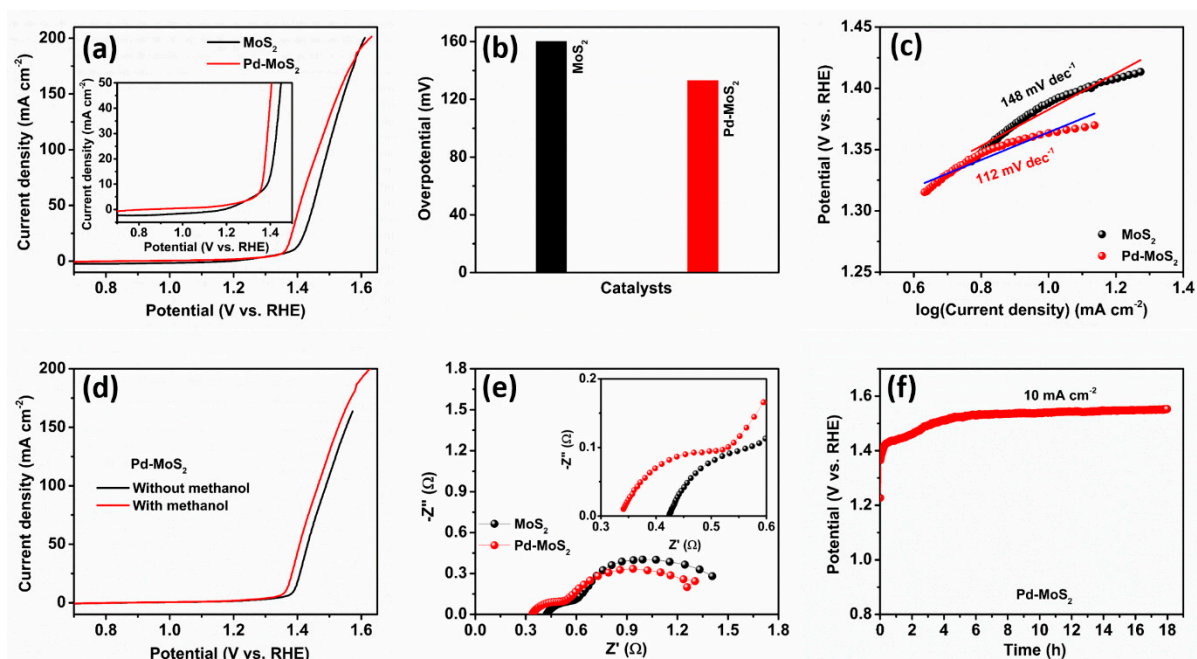 (a)
MoS₂
Pd-MoS₂
Current density (mA cm⁻²)
200
150
100
50
0
0.8 1.0 1.2 1.4 1.6
Potential (V vs. RHE)
Current density (mA cm⁻²)
50
40
30
20
10
0
0.8 1.0 1.2 1.4
Potential (V vs. RHE)
(b)
Overpotential (mV)
160
120
80
40
0
MoS₂
Pd-MoS₂
Catalysts
(c)
Potential (V vs. RHE)
1.45
1.40
1.35
1.30
1.25
148 mV dec⁻¹
112 mV dec⁻¹
MoS₂
Pd-MoS₂
0.6 0.8 1.0 1.2 1.4
log(Current density) (mA cm⁻²)
(d)
Current density (mA cm⁻²)
200
150
100
50
0
Pd-MoS₂
Without methanol
With methanol
0.8 1.0 1.2 1.4 1.6
Potential (V vs. RHE)
(e)
-Z'' (Ω)
-1.8
-1.5
-1.2
-0.9
-0.6
0.3
0.0
MoS₂
Pd-MoS₂
0.0 0.3 0.6 0.9 1.2 1.5 1.8
Z' (Ω)
-Z'' (Ω)
0.2
0.1
0.0
0.3 0.4 0.5 0.6
Z' (Ω)
(f)
Potential (V vs. RHE)
1.8
1.6
1.4
1.2
1.0
0.8
10 mA cm⁻²
Pd-MoS₂
0 2 4 6 8 10 12 14 16 18
Time (h)